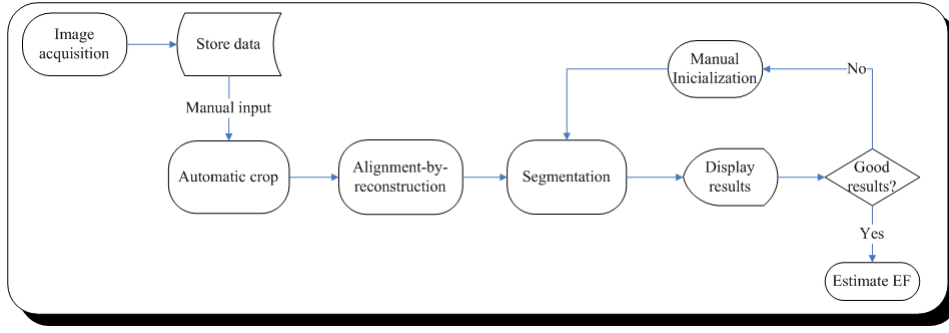 Image
acquisition
Store data
Manual input
Automatic crop
Alignment-by-
reconstruction
Segmentation
Manual
Inicialization
No
Display
results
Good
results?
Yes
Estimate EF